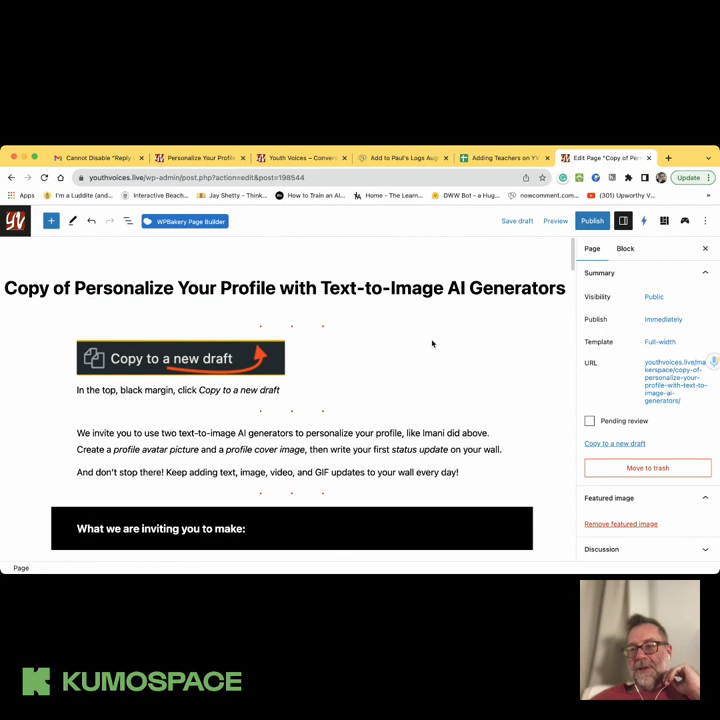 Cannot Disable "Reply
Personalize Your Profile
Youth Voices – Convers
Add to Paul's Logs Aug
Adding Teachers on YV
Edit Page "Copy of Pers
youthvoices.live/wp-admin/post.php?action=edit&post=198544
Update
Apps
I'm a Luddite (and...
Interactive Beach...
Jay Shetty - Think...
How to Train an AI...
Home - The Learn...
DWW Bot - a Hug...
nowcomment.com...
(301) Upworthy V...
YV
WPBakery Page Builder
Save draft
Preview
Publish
Copy of Personalize Your Profile with Text-to-Image AI Generators
Copy to a new draft
In the top, black margin, click Copy to a new draft
We invite you to use two text-to-image AI generators to personalize your profile, like Imani did above.
Create a profile avatar picture and a profile cover image, then write your first status update on your wall.
And don't stop there! Keep adding text, image, video, and GIF updates to your wall every day!
What we are inviting you to make:
Page
Block
Summary
Visibility
Public
Publish
Immediately
Template
Full-width
URL
youthvoices.live/ma
kerspace/copy-of-
personalize-your-
profile-with-text-to-
image-ai-
generators/
Pending review
Copy to a new draft
Move to trash
Featured image
Remove featured image
Discussion
Page
KUMOSPACE